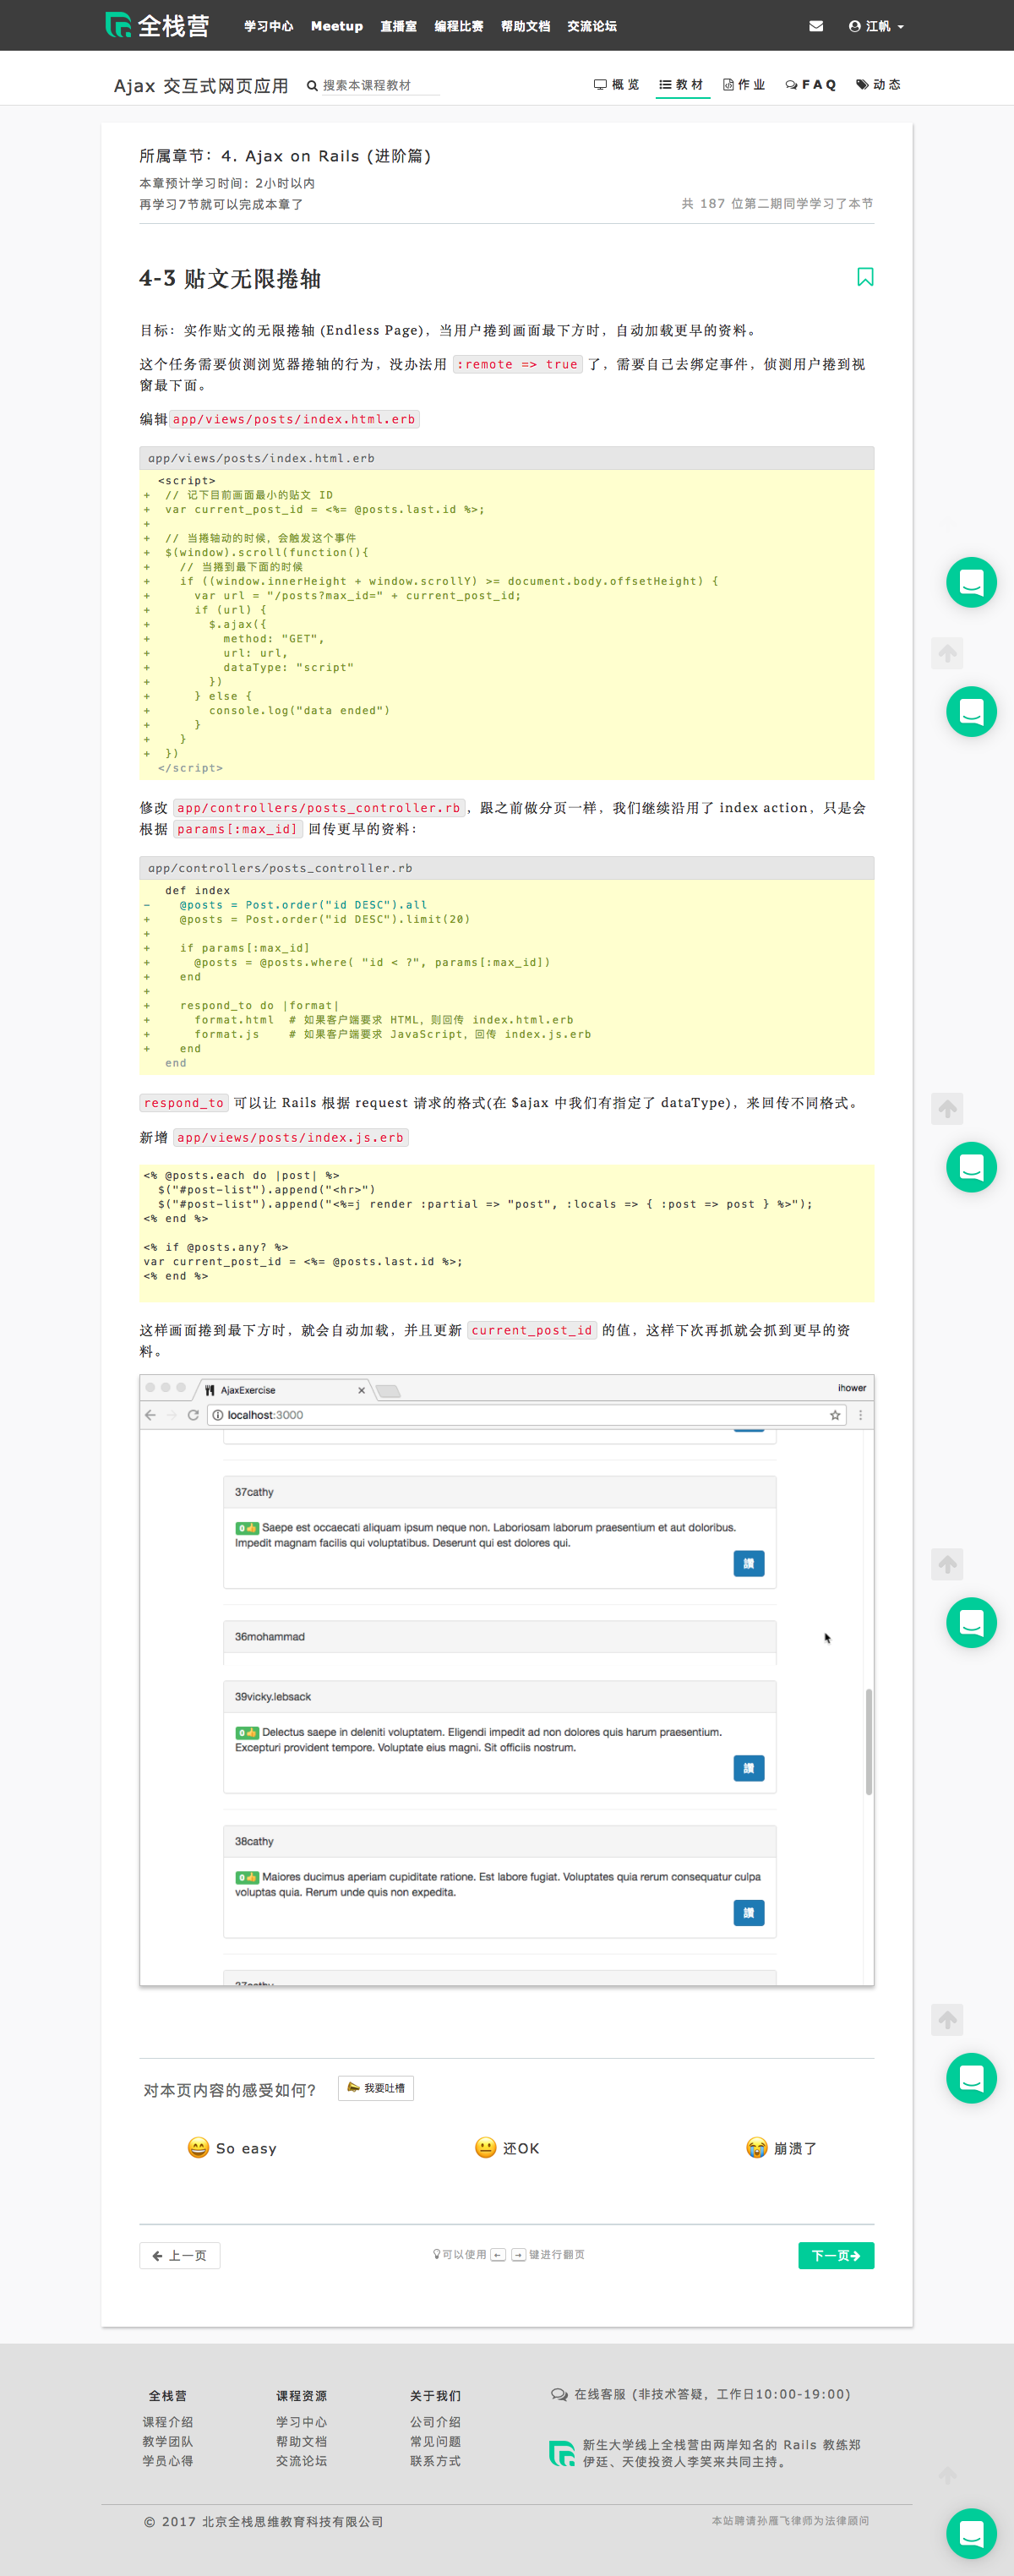 全栈营 学习中心 Meetup 直播室 编程比赛 帮助文档 交流论坛 江帆
Ajax 交互式网页应用 搜索本课程教材 概览 教材 作业 FAQ 动态
所属章节：4. Ajax on Rails (进阶篇)
本章预计学习时间：2小时以内
再学习7节就可以完成本章了 共 187 位第二期同学学习了本节
4-3 贴文无限捲轴
目标：实作贴文的无限捲轴 (Endless Page)，当用户捲到画面最下方时，自动加载更早的资料。
这个任务需要侦测浏览器捲轴的行为，没办法用 :remote => true 了，需要自己去绑定事件，侦测用户捲到视
窗最下面。
编辑 app/views/posts/index.html.erb
app/views/posts/index.html.erb
  <script>
+  // 记下目前画面最小的贴文 ID
+  var current_post_id = <%= @posts.last.id %>;
+
+  // 当捲轴动的时候，会触发这个事件
+  $(window).scroll(function(){
+    // 当捲到最下面的时候
+    if ((window.innerHeight + window.scrollY) >= document.body.offsetHeight) {
+      var url = "/posts?max_id=" + current_post_id;
+      if (url) {
+        $.ajax({
+          method: "GET",
+          url: url,
+          dataType: "script"
+        })
+      } else {
+        console.log("data ended")
+      }
+    }
+  })
  </script>
修改 app/controllers/posts_controller.rb，跟之前做分页一样，我们继续沿用了 index action，只是会
根据 params[:max_id] 回传更早的资料：
app/controllers/posts_controller.rb
   def index
-    @posts = Post.order("id DESC").all
+    @posts = Post.order("id DESC").limit(20)
+
+    if params[:max_id]
+      @posts = @posts.where( "id < ?", params[:max_id])
+    end
+
+    respond_to do |format|
+      format.html  # 如果客户端要求 HTML，则回传 index.html.erb
+      format.js    # 如果客户端要求 JavaScript，回传 index.js.erb
+    end
   end
respond_to 可以让 Rails 根据 request 请求的格式(在 $ajax 中我们有指定了 dataType)，来回传不同格式。
新增 app/views/posts/index.js.erb
<% @posts.each do |post| %>
  $("#post-list").append("<hr>")
  $("#post-list").append("<%=j render :partial => "post", :locals => { :post => post } %>");
<% end %>
<% if @posts.any? %>
var current_post_id = <%= @posts.last.id %>;
<% end %>
这样画面捲到最下方时，就会自动加载，并且更新 current_post_id 的值，这样下次再抓就会抓到更早的资
料。
AjaxExercise ihower
localhost:3000
37cathy
0 Saepe est occaecati aliquam ipsum neque non. Laboriosam laborum praesentium et aut doloribus.
Impedit magnam facilis qui voluptatibus. Deserunt qui est dolores qui.
讚
36mohammad
39vicky.lebsack
0 Delectus saepe in deleniti voluptatem. Eligendi impedit ad non dolores quis harum praesentium.
Excepturi provident tempore. Voluptate eius magni. Sit officiis nostrum.
讚
38cathy
0 Maiores ducimus aperiam cupiditate ratione. Est labore fugiat. Voluptates quia rerum consequatur culpa
voluptas quia. Rerum unde quis non expedita.
讚
37cathy
对本页内容的感受如何？ 我要吐槽
So easy 还OK 崩溃了
上一页 可以使用 ← → 键进行翻页 下一页
全栈营 课程资源 关于我们 在线客服 (非技术答疑，工作日10:00-19:00)
课程介绍 学习中心 公司介绍
教学团队 帮助文档 常见问题
学员心得 交流论坛 联系方式
新生大学线上全栈营由两岸知名的 Rails 教练郑
伊廷、天使投资人李笑来共同主持。
© 2017 北京全栈思维教育科技有限公司 本站聘请孙雁飞律师为法律顾问